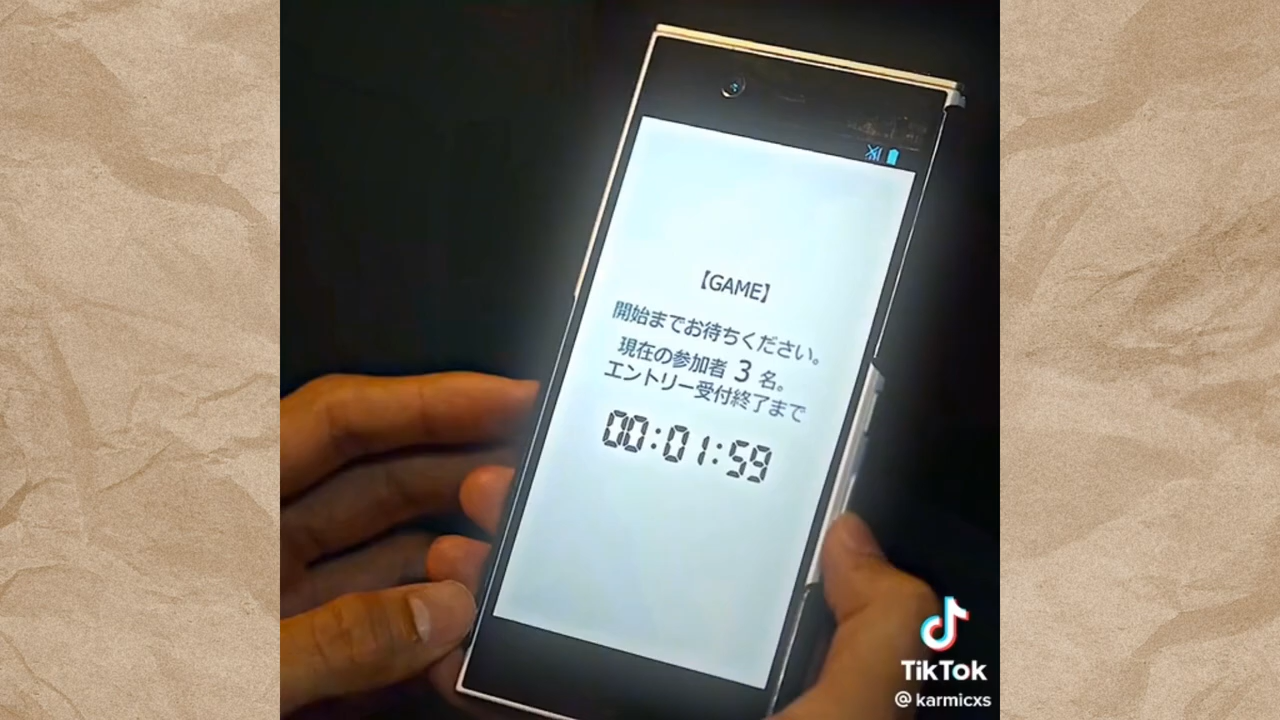 【GAME】
開始までお待ちください。
現在の参加者 3 名。
エントリー受付終了まで
00:01:59
TikTok
@karmicxs